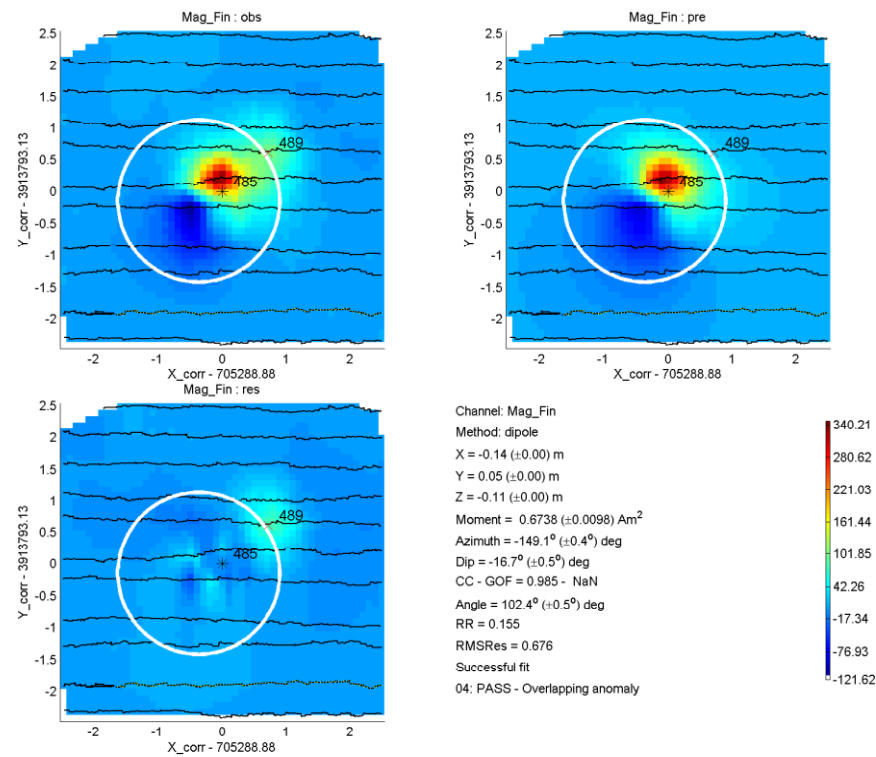 Mag_Fin : obs
2.5
2
1.5
1
0.5
0
-0.5
-1
-1.5
-2
Y_corr - 3913793.13
489
485
-2 -1 0 1 2
X_corr - 705288.88
Mag_Fin : pre
2.5
2
1.5
1
0.5
0
-0.5
-1
-1.5
-2
Y_corr - 3913793.13
489
485
-2 -1 0 1 2
X_corr - 705288.88
Mag_Fin : res
2.5
2
1.5
1
0.5
0
-0.5
-1
-1.5
-2
Y_corr - 3913793.13
489
485
-2 -1 0 1 2
X_corr - 705288.88
Channel: Mag_Fin
Method: dipole
X = -0.14 (±0.00) m
Y = 0.05 (±0.00) m
Z = -0.11 (±0.00) m
Moment = 0.6738 (±0.0098) Am²
Azimuth = -149.1° (±0.4°) deg
Dip = -16.7° (±0.5°) deg
CC - GOF = 0.985 - NaN
Angle = 102.4° (±0.5°) deg
RR = 0.155
RMSRes = 0.676
Successful fit
04: PASS - Overlapping anomaly
340.21
280.62
221.03
161.44
101.85
42.26
-17.34
-76.93
-121.62